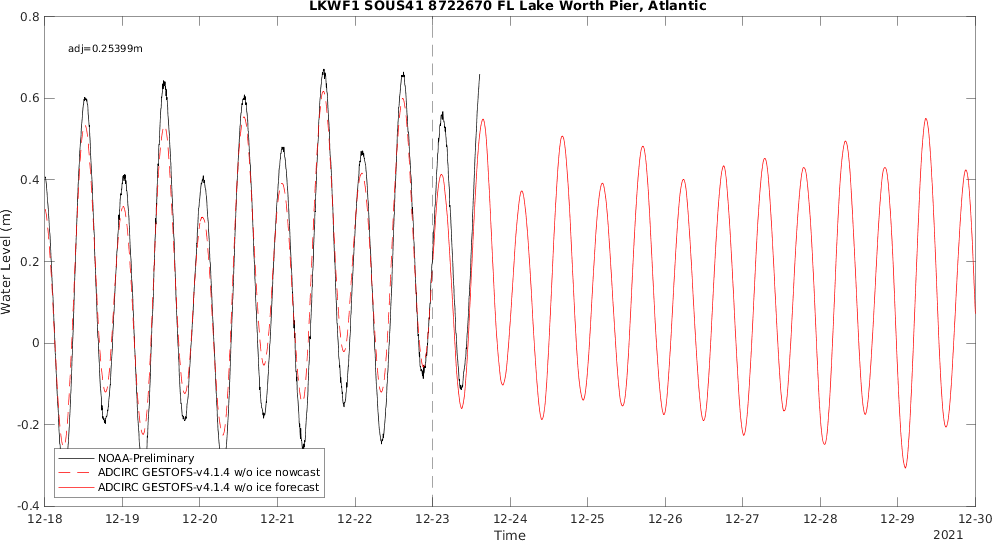 LKWF1 SOUS41 8722670 FL Lake Worth Pier, Atlantic
adj=0.25399m
Water Level (m)
0.8
0.6
0.4
0.2
0
-0.2
-0.4
NOAA-Preliminary
ADCIRC GESTOFS-v4.1.4 w/o ice nowcast
ADCIRC GESTOFS-v4.1.4 w/o ice forecast
12-18 12-19 12-20 12-21 12-22 12-23 12-24 12-25 12-26 12-27 12-28 12-29 12-30
Time
2021